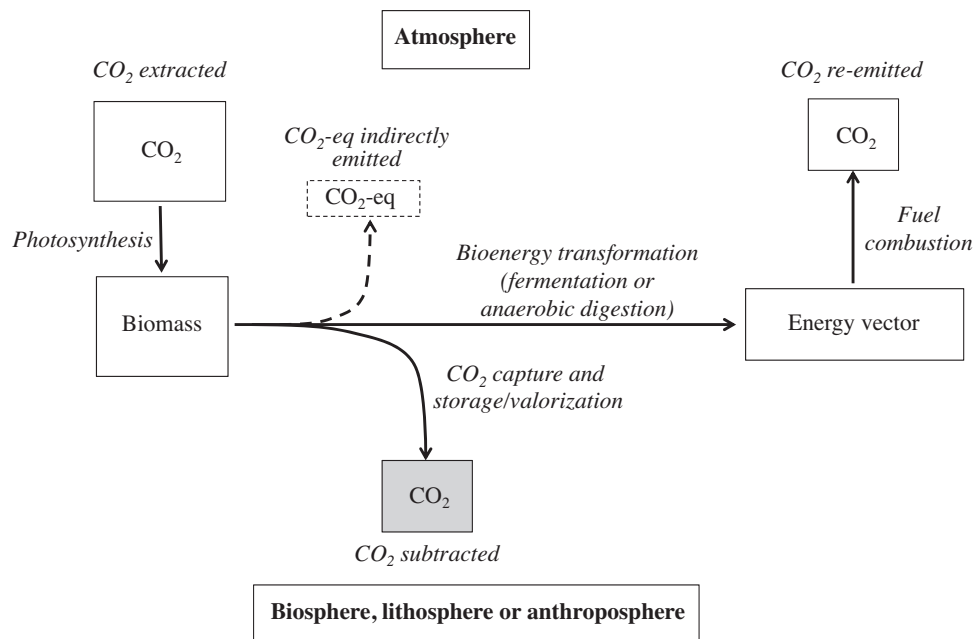 Atmosphere
CO₂ extracted
CO₂
Photosynthesis
Biomass
CO₂-eq indirectly
emitted
CO₂-eq
Bioenergy transformation
(fermentation or
anaerobic digestion)
CO₂ re-emitted
CO₂
Fuel
combustion
Energy vector
CO₂ capture and
storage/valorization
CO₂
CO₂ subtracted
Biosphere, lithosphere or anthroposphere